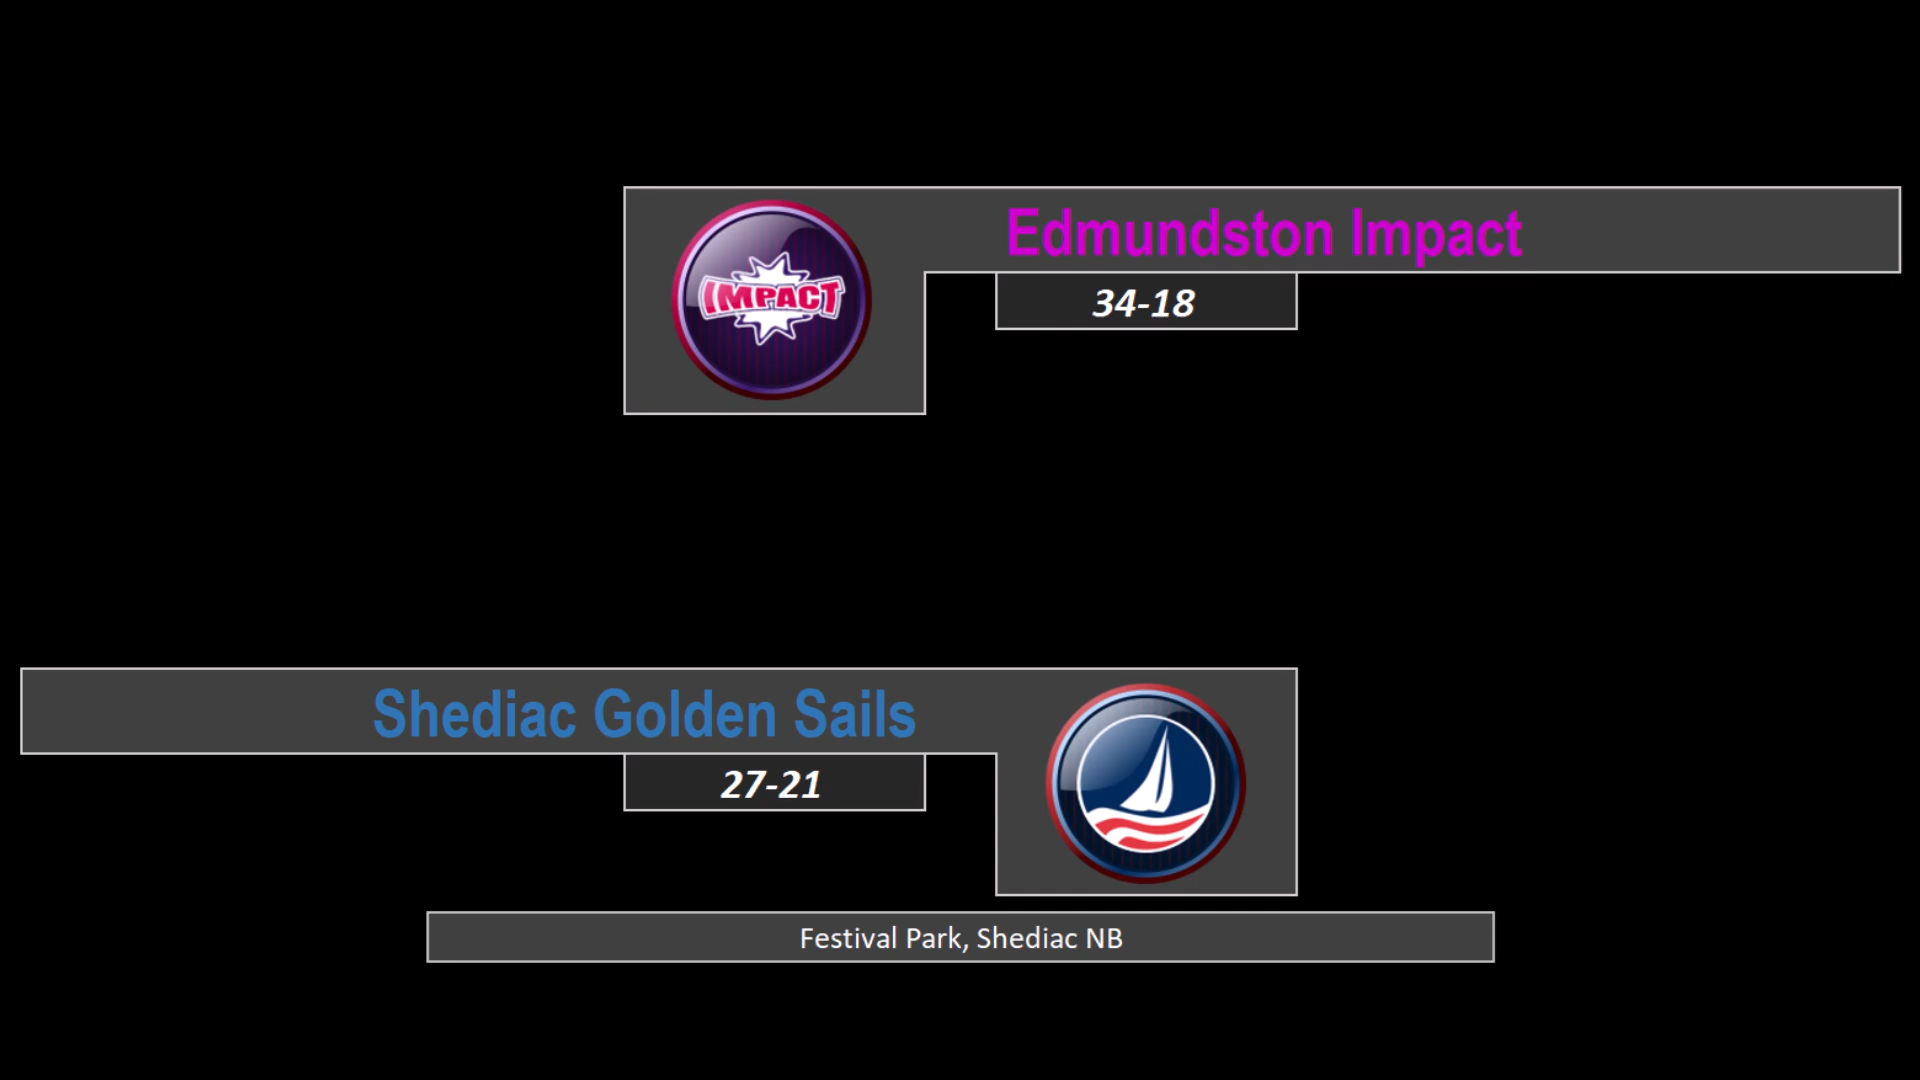 Edmundston Impact
IMPACT
34-18
Shediac Golden Sails
27-21
Festival Park, Shediac NB